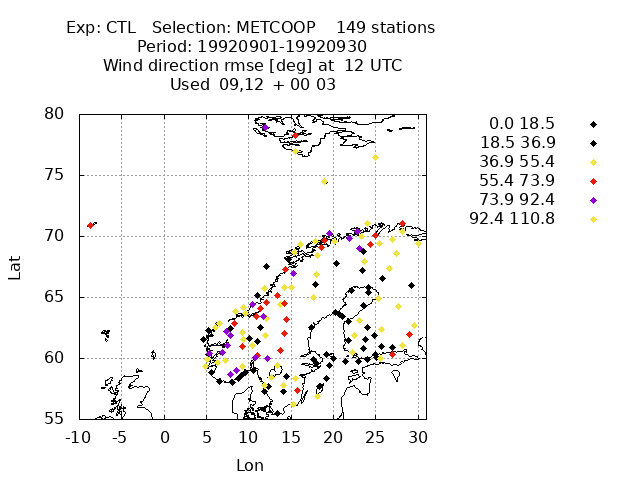 Exp: CTL Selection: METCOOP 149 stations
Period: 19920901-19920930
Wind direction rmse [deg] at 12 UTC
Used 09,12 + 00 03
80
75
70
65
60
55
-10 -5 0 5 10 15 20 25 30
Lat
Lon
0.0 18.5
18.5 36.9
36.9 55.4
55.4 73.9
73.9 92.4
92.4 110.8